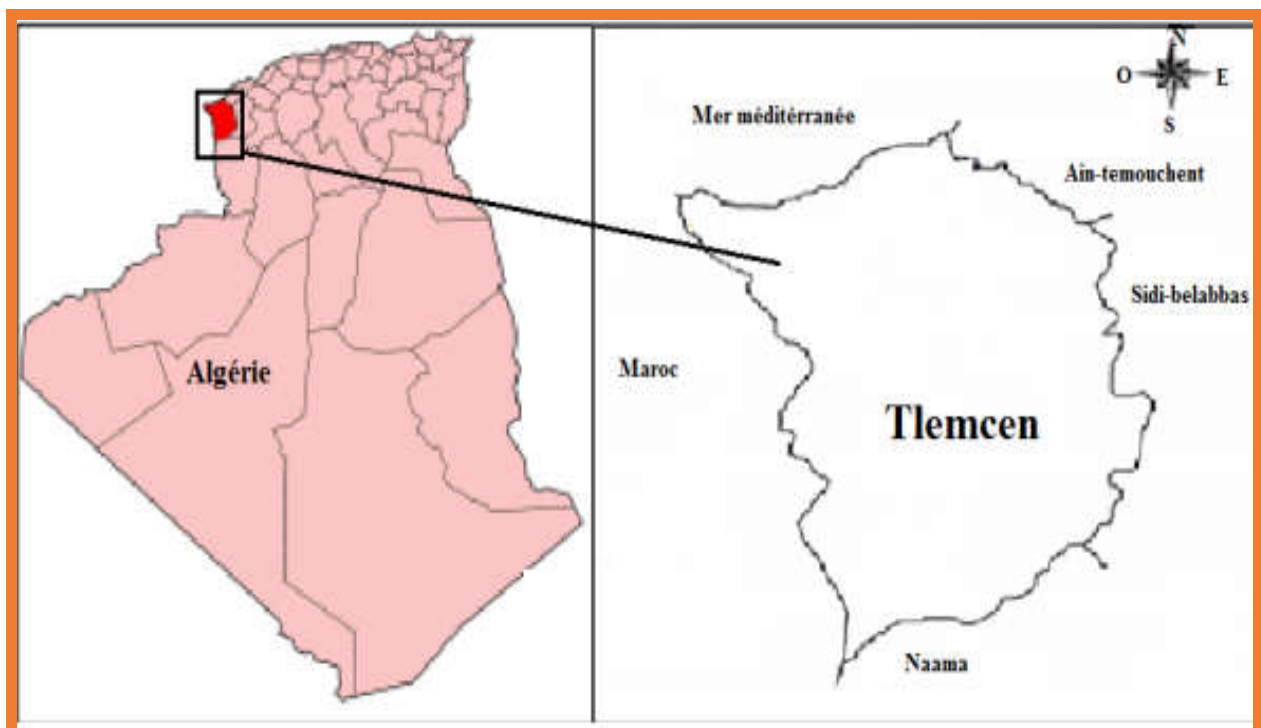 Algérie
N
O
E
S
Mer méditérranée
Ain-temouchent
Sidi-belabbas
Maroc
Tlemcen
Naama